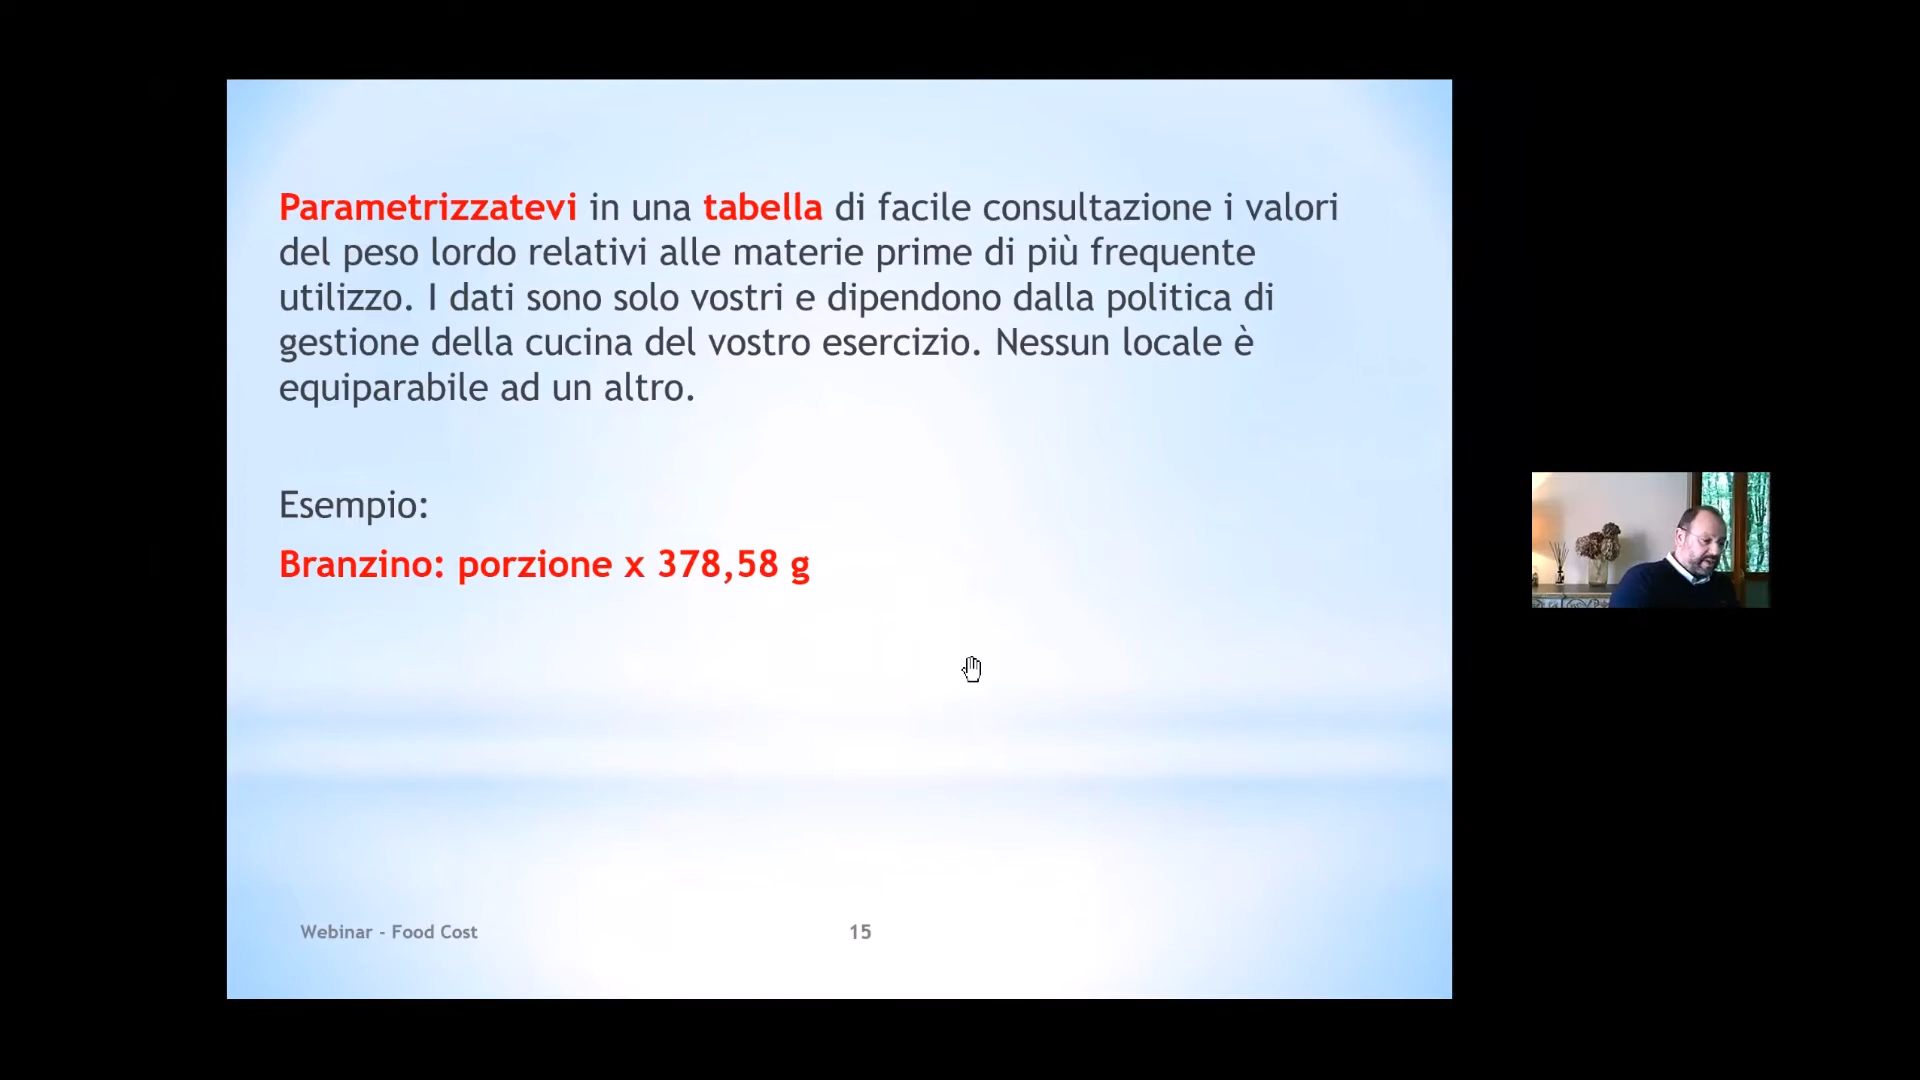 Parametrizzatevi in una tabella di facile consultazione i valori
del peso lordo relativi alle materie prime di più frequente
utilizzo. I dati sono solo vostri e dipendono dalla politica di
gestione della cucina del vostro esercizio. Nessun locale è
equiparabile ad un altro.
Esempio:
Branzino: porzione x 378,58 g
Webinar - Food Cost
15